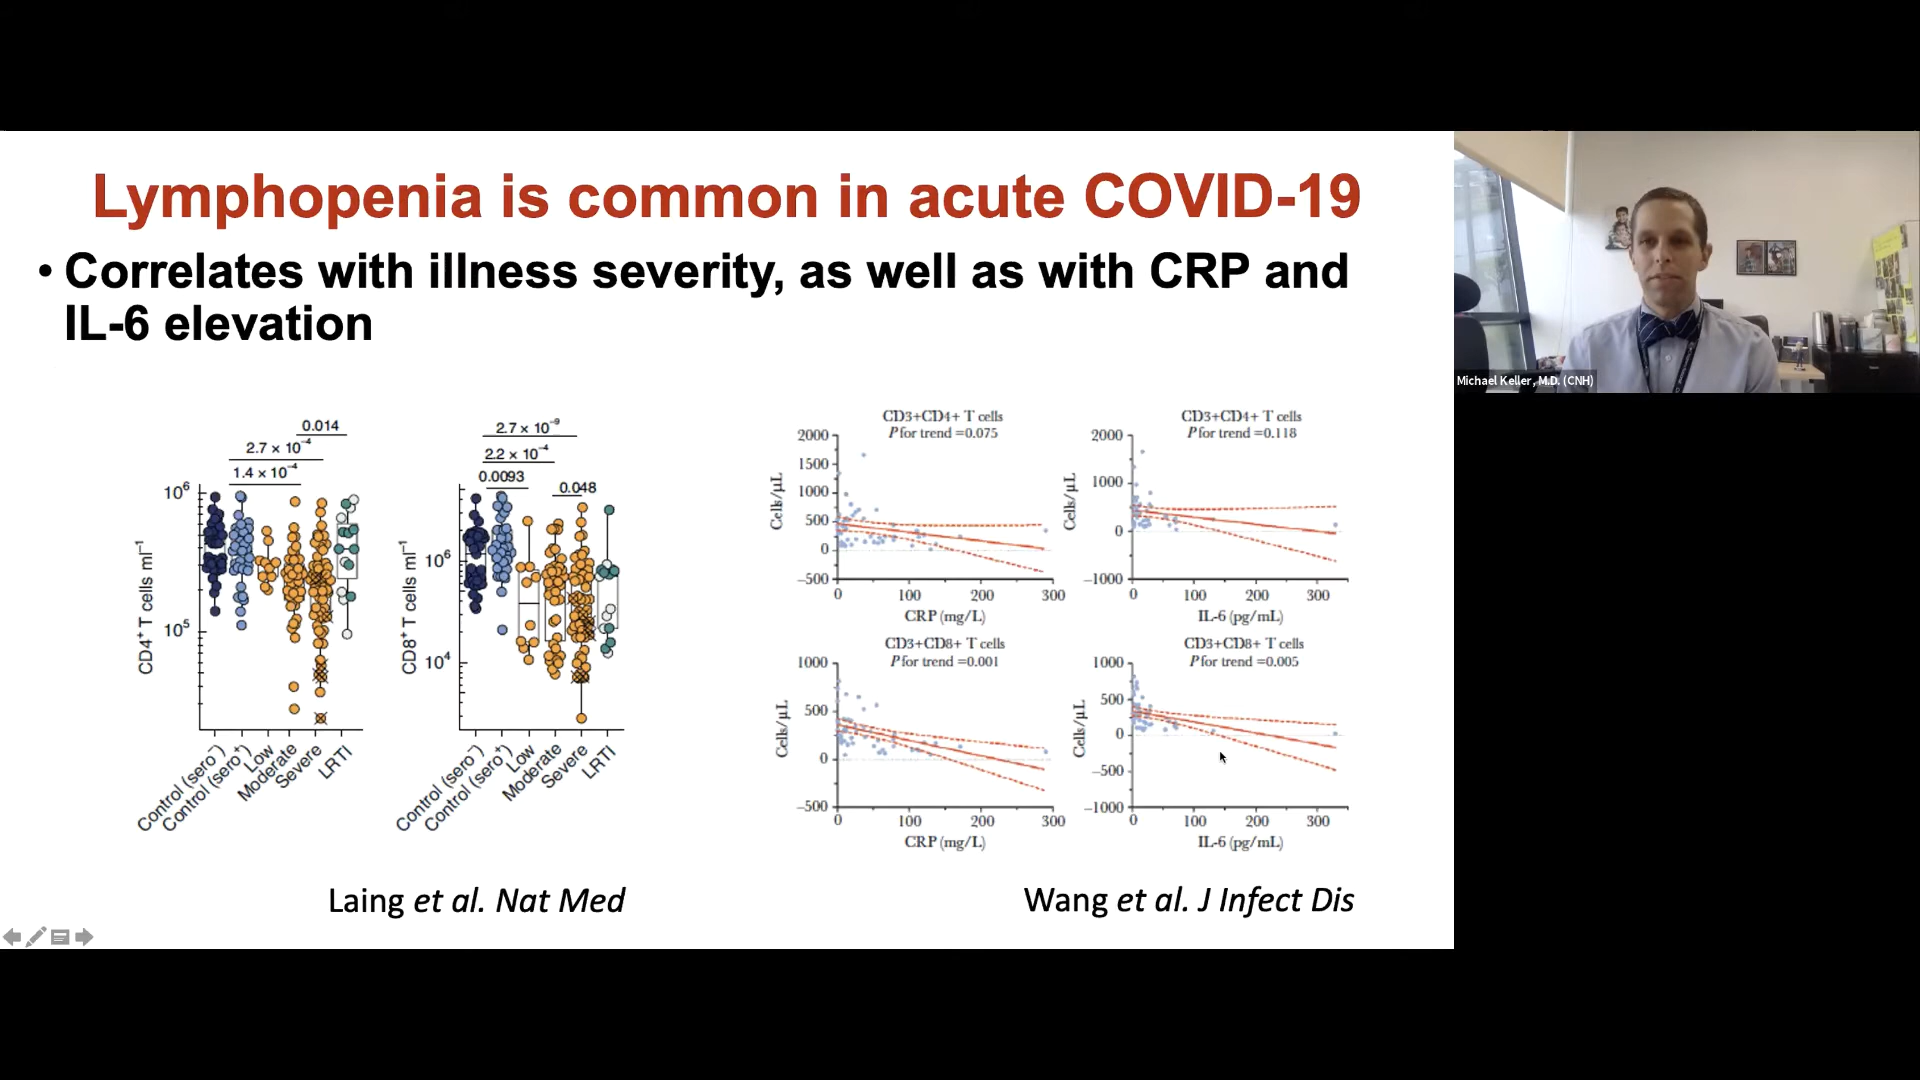 Lymphopenia is common in acute COVID-19
• Correlates with illness severity, as well as with CRP and
IL-6 elevation
Michael Keller, M.D. (CNH)
0.014
2.7 × 10⁻⁴
1.4 × 10⁻⁴
10⁶
10⁵
CD4⁺ T cells ml⁻¹
Control (sero⁻)
Control (sero⁺)
Low
Moderate
Severe
LRTI
2.7 × 10⁻⁹
2.2 × 10⁻⁴
0.0093
0.048
10⁶
10⁴
CD8⁺ T cells ml⁻¹
Control (sero⁻)
Control (sero⁺)
Low
Moderate
Severe
LRTI
CD3+CD4+ T cells
P for trend =0.075
2000
1500
1000
500
0
−500
Cells/μL
0 100 200 300
CRP (mg/L)
CD3+CD4+ T cells
P for trend =0.118
2000
1000
0
−1000
Cells/μL
0 100 200 300
IL-6 (pg/mL)
CD3+CD8+ T cells
P for trend =0.001
1000
500
0
−500
Cells/μL
0 100 200 300
CRP (mg/L)
CD3+CD8+ T cells
P for trend =0.005
1000
500
0
−500
−1000
Cells/μL
0 100 200 300
IL-6 (pg/mL)
Laing et al. Nat Med
Wang et al. J Infect Dis